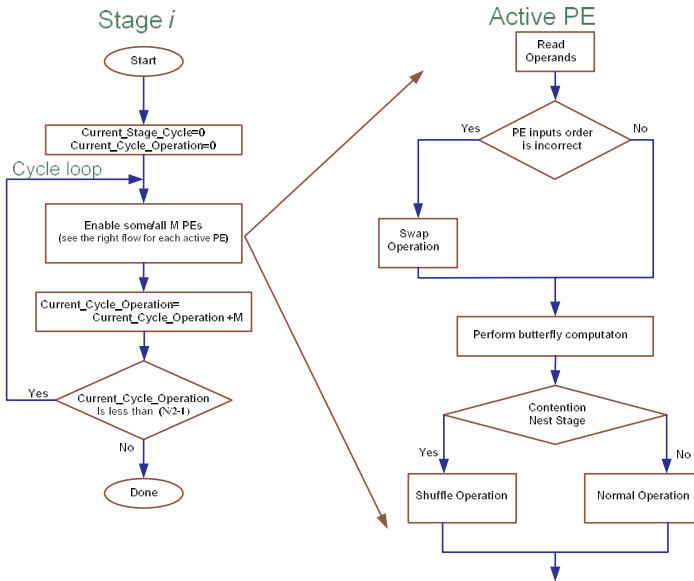 Stage i
Start
Current_Stage_Cycle=0
Current_Cycle_Operation=0
Cycle loop
Enable some/all M PEs
(see the right flow for each active PE)
Current_Cycle_Operation=
Current_Cycle_Operation +M
Current_Cycle_Operation
Is less than (N/2-1)
Yes
No
Done
Active PE
Read
Operands
PE inputs order
is incorrect
Yes
No
Swap
Operation
Perform butterfly computaton
Contention
Nest Stage
Yes
No
Shuffle Operation
Normal Operation